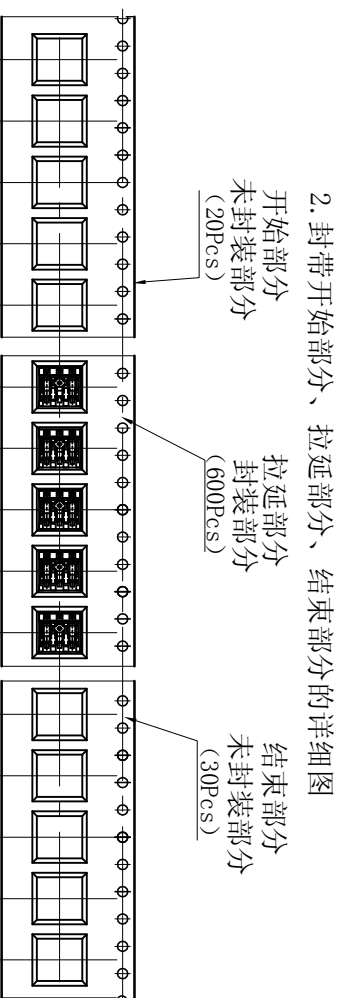 2.封带开始部分、拉延部分、结束部分的详细图
开始部分
未封装部分
(20Pcs)
拉延部分
封装部分
(600Pcs)
结束部分
未封装部分
(30Pcs)